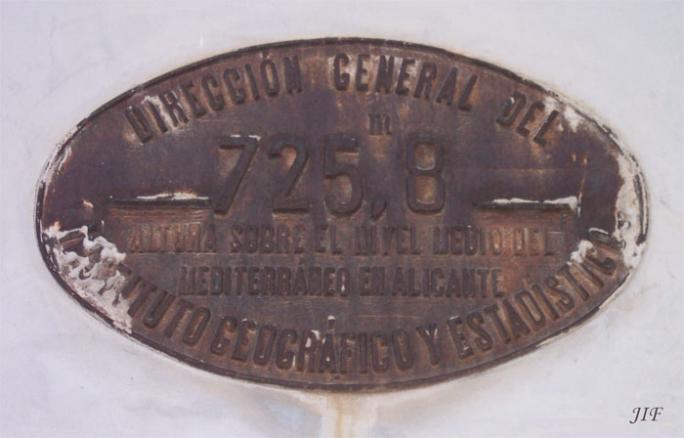 DIRECCIÓN GENERAL DEL
m
725,8
ALTURA SOBRE EL NIVEL MEDIO DEL
MEDITERRÁNEO EN ALICANTE
INSTITUTO GEOGRÁFICO Y ESTADÍSTICO
JIF